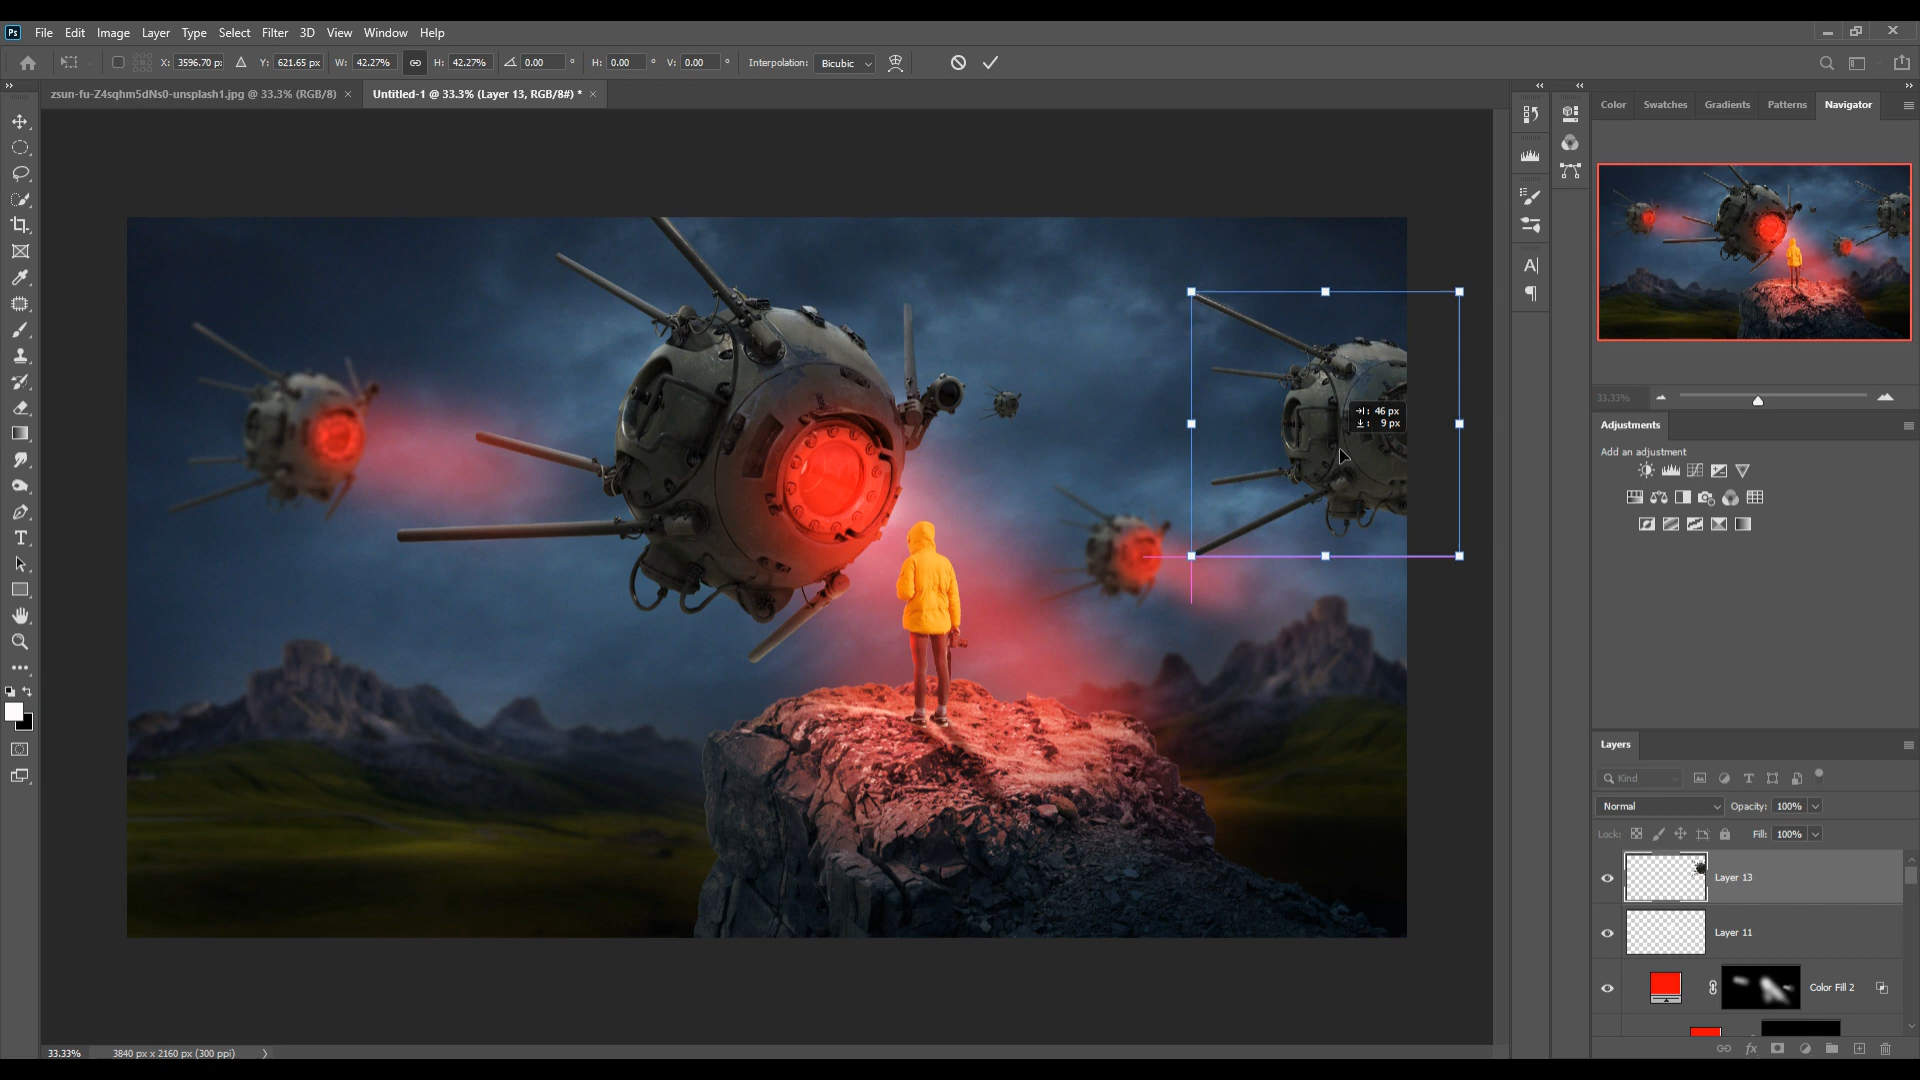 Ps File Edit Image Layer Type Select Filter 3D View Window Help
X: 3596.70 p Y: 621.65 px W: 42.27% H: 42.27% 0.00 ° H: 0.00 ° V: 0.00 ° Interpolation: Bicubic
zsun-fu-Z4sqhm5dNs0-unsplash1.jpg @ 33.3% (RGB/8) × Untitled-1 @ 33.3% (Layer 13, RGB/8#) * ×
Color Swatches Gradients Patterns Navigator
33.33%
Adjustments
Add an adjustment
: 46 px
: 9 px
Layers
Kind
Normal Opacity: 100%
Lock: Fill: 100%
Layer 13
Layer 11
Color Fill 2
fx
33.33% 3840 px x 2160 px (300 ppi)